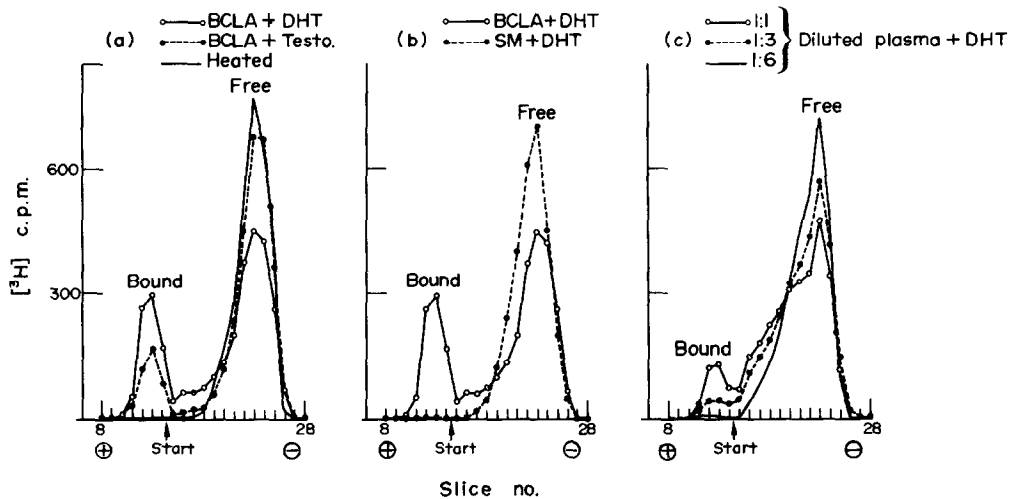 (a)
BCLA + DHT
BCLA + Testo.
Heated
(b)
BCLA + DHT
SM + DHT
(c)
1:1
1:3
1:6
Diluted plasma + DHT
[³H] c.p.m.
600
300
Bound
Free
8
28
⊕
Start
⊖
Bound
Free
8
28
⊕
Start
⊖
Bound
Free
8
28
⊕
Start
⊖
Slice no.